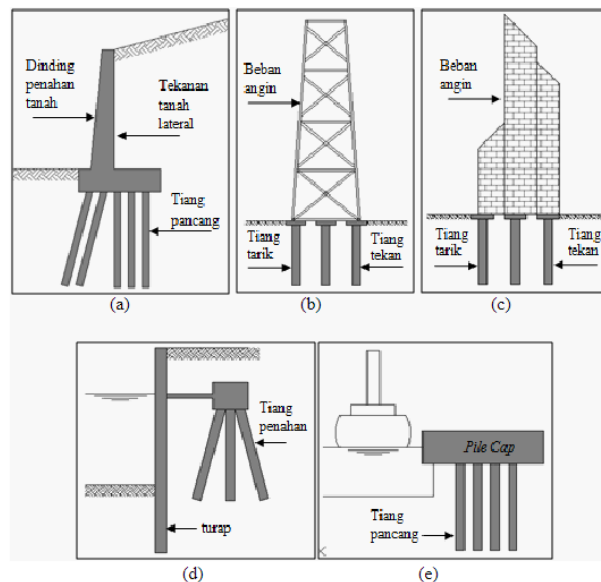 Dinding
penahan
tanah
Tekanan
tanah
lateral
Tiang
pancang
(a)
Beban
angin
Tiang
tarik
Tiang
tekan
(b)
Beban
angin
Tiang
tarik
Tiang
tekan
(c)
Tiang
penahan
turap
(d)
Pile Cap
Tiang
pancang
(e)